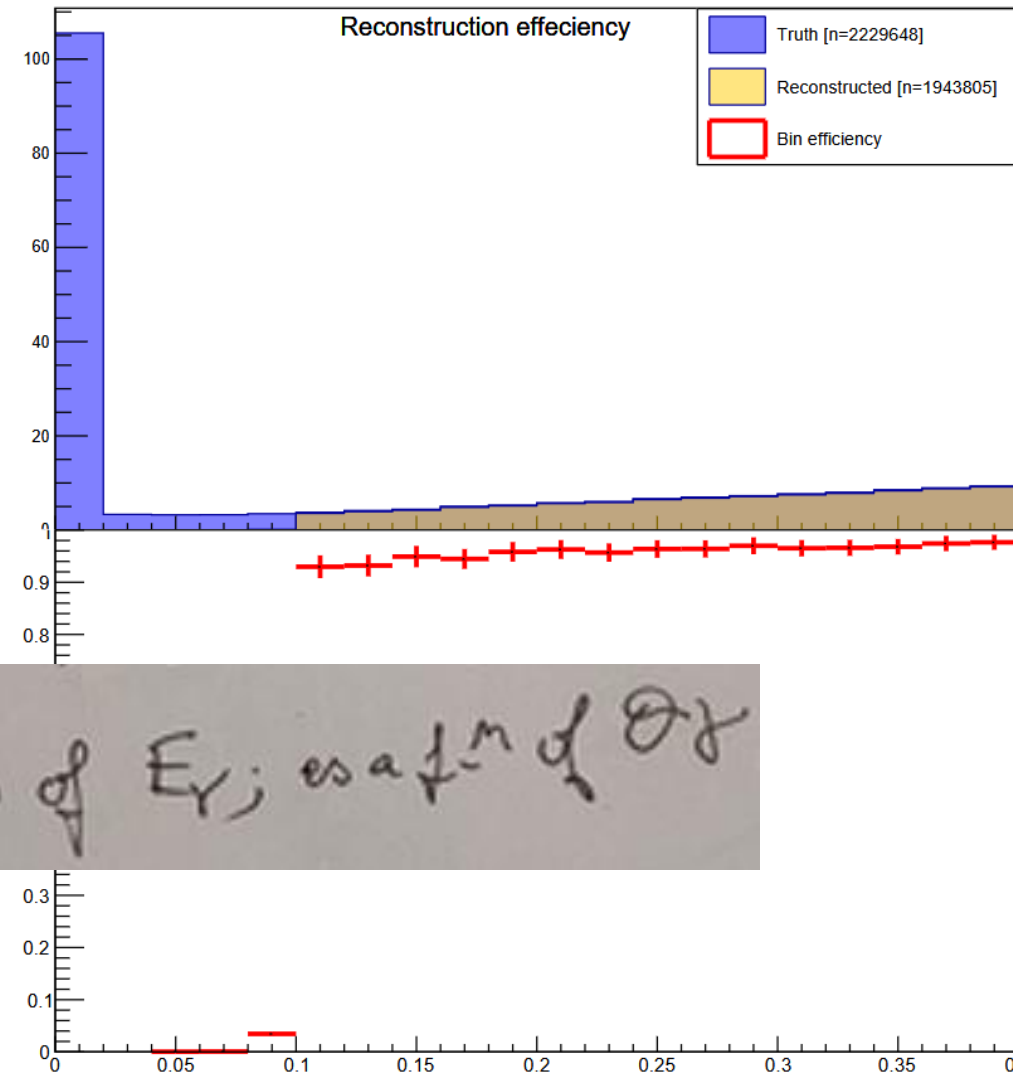 Reconstruction effeciency
Truth [n=2229648]
Reconstructed [n=1943805]
Bin efficiency
100
80
60
40
20
0
1
0.9
0.8
of Eγ; as a f-n of θγ
0.3
0.2
0.1
0
0 0.05 0.1 0.15 0.2 0.25 0.3 0.35